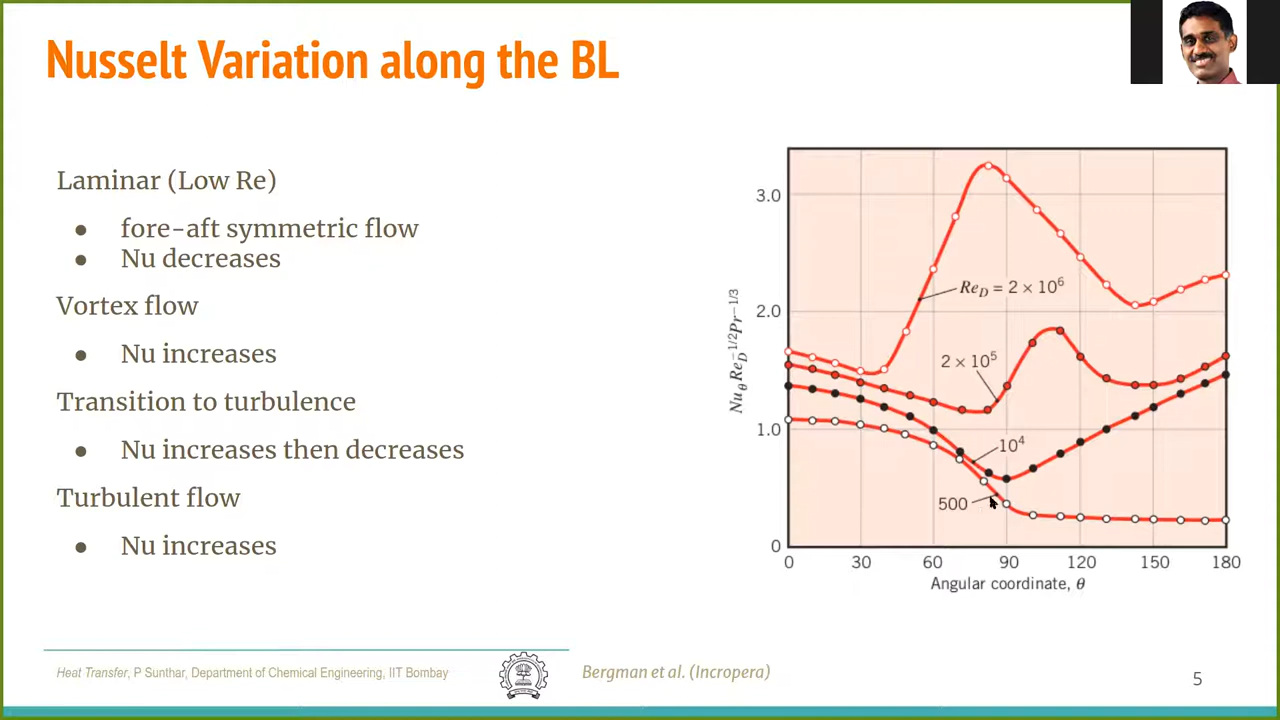 Nusselt Variation along the BL
Laminar (Low Re)
● fore-aft symmetric flow
● Nu decreases
Vortex flow
● Nu increases
Transition to turbulence
● Nu increases then decreases
Turbulent flow
● Nu increases
3.0
2.0
1.0
0
Nu_θ Re_D^{-1/2} Pr^{-1/3}
Re_D = 2 × 10⁶
2 × 10⁵
10⁴
500
0 30 60 90 120 150 180
Angular coordinate, θ
Heat Transfer, P Sunthar, Department of Chemical Engineering, IIT Bombay
Bergman et al. (Incropera)
5